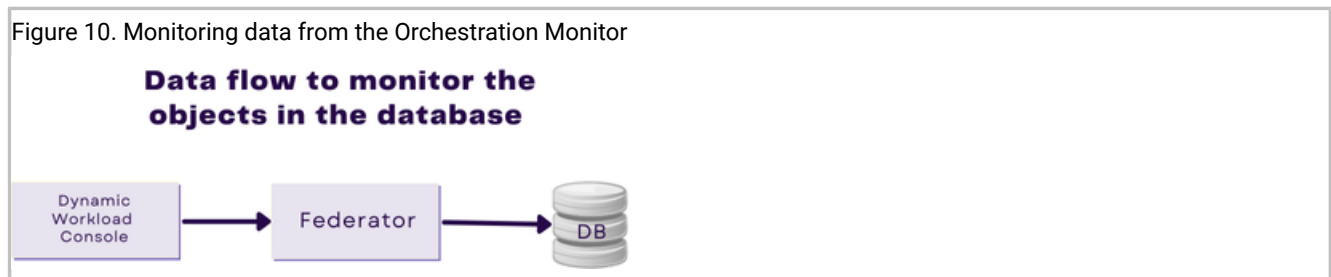 Figure 10. Monitoring data from the Orchestration Monitor
Data flow to monitor the
objects in the database
Dynamic
Workload
Console
Federator
DB